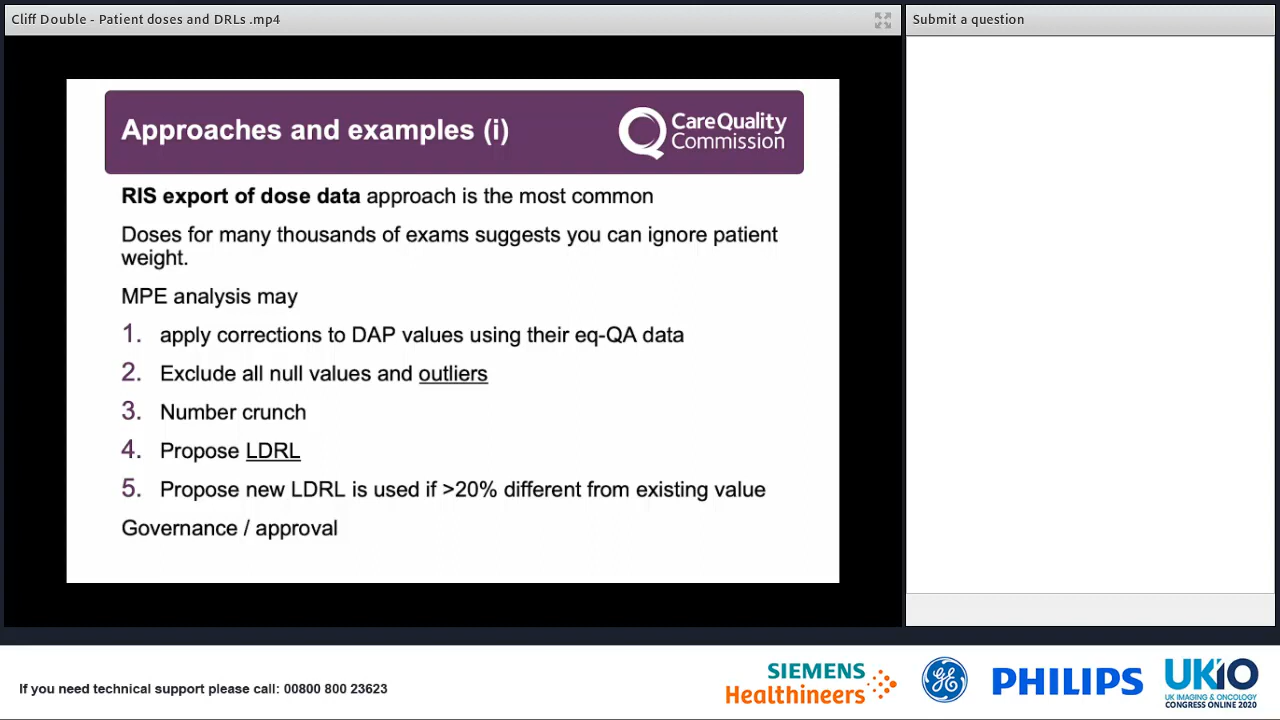 Cliff Double - Patient doses and DRLs .mp4
Submit a question
Approaches and examples (i)
CareQuality
Commission
RIS export of dose data approach is the most common
Doses for many thousands of exams suggests you can ignore patient
weight.
MPE analysis may
1. apply corrections to DAP values using their eq-QA data
2. Exclude all null values and outliers
3. Number crunch
4. Propose LDRL
5. Propose new LDRL is used if >20% different from existing value
Governance / approval
If you need technical support please call: 00800 800 23623
SIEMENS
Healthineers
GE
PHILIPS
UKIO
UK IMAGING & ONCOLOGY
CONGRESS ONLINE 2020